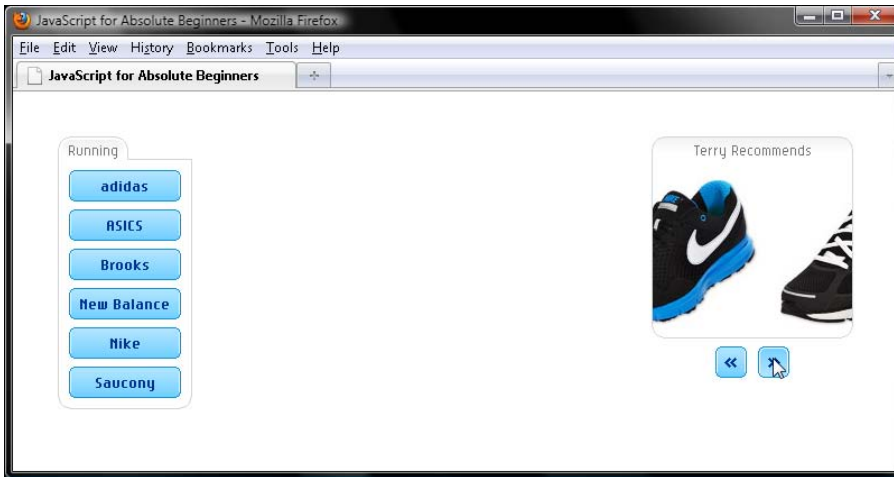 JavaScript for Absolute Beginners - Mozilla Firefox
File Edit View History Bookmarks Tools Help
JavaScript for Absolute Beginners
Running
adidas
ASICS
Brooks
New Balance
Nike
Saucony
Terry Recommends
«
»